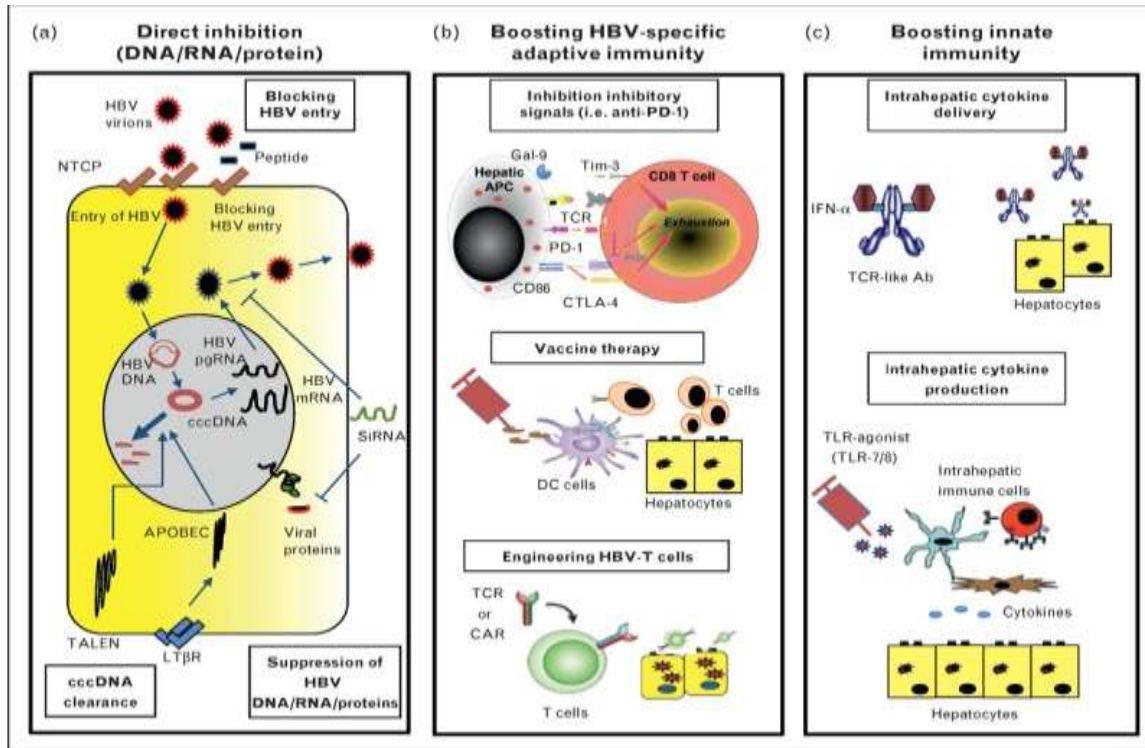 (a)
Direct inhibition
(DNA/RNA/protein)
Blocking
HBV entry
HBV
virions
Peptide
NTCP
Entry of HBV
Blocking
HBV entry
HBV
pgRNA
HBV
DNA
HBV
mRNA
cccDNA
SiRNA
APOBEC
Viral
proteins
TALEN
LTβR
cccDNA
clearance
Suppression of
HBV
DNA/RNA/proteins
(b)
Boosting HBV-specific
adaptive immunity
Inhibition inhibitory
signals (i.e. anti-PD-1)
Gal-9
Tim-3
Hepatic
APC
CD8 T cell
TCR
Exhaustion
PD-1
CD86
CTLA-4
Vaccine therapy
T cells
DC cells
Hepatocytes
Engineering HBV-T cells
TCR
or
CAR
T cells
(c)
Boosting innate
immunity
Intrahepatic cytokine
delivery
IFN-α
TCR-like Ab
Hepatocytes
Intrahepatic cytokine
production
TLR-agonist
(TLR-7/8)
Intrahepatic
immune cells
Cytokines
Hepatocytes